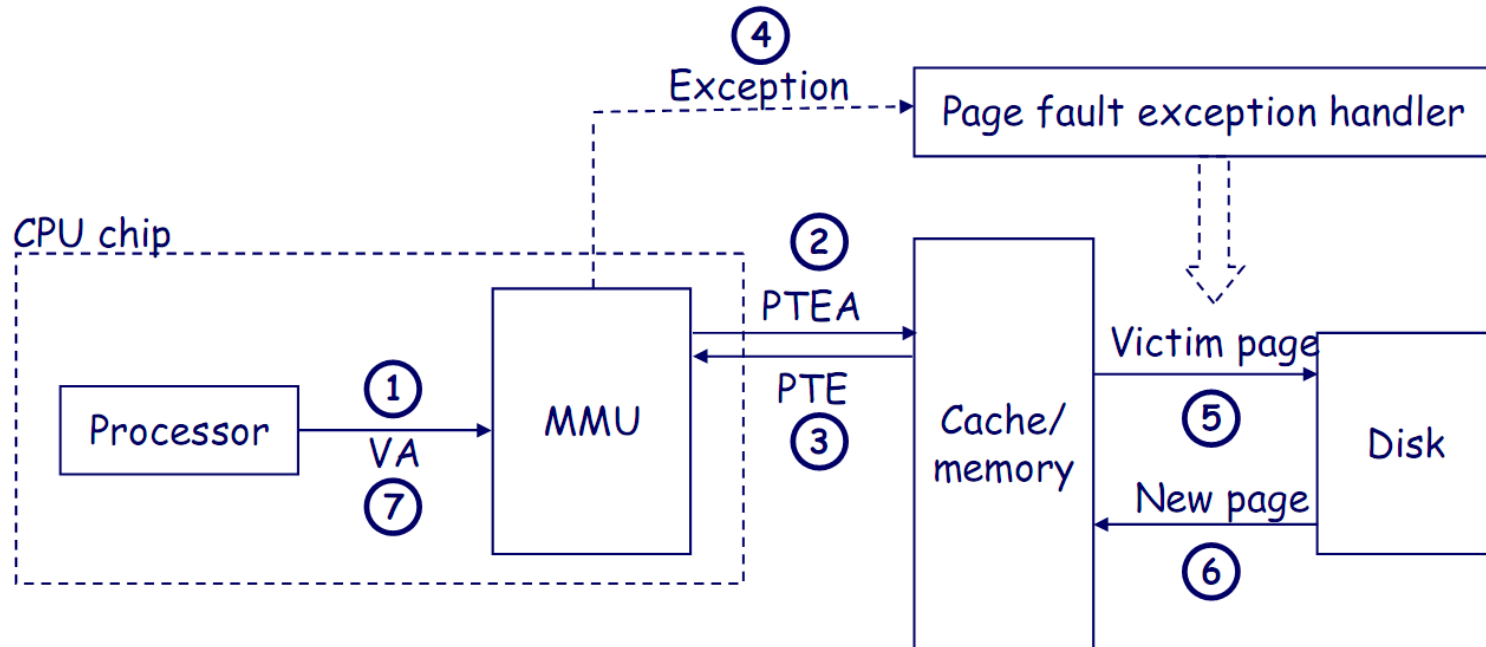 4
Exception
Page fault exception handler
CPU chip
2
PTEA
Victim page
1
Processor
VA
7
MMU
PTE
3
Cache/
memory
5
Disk
New page
6